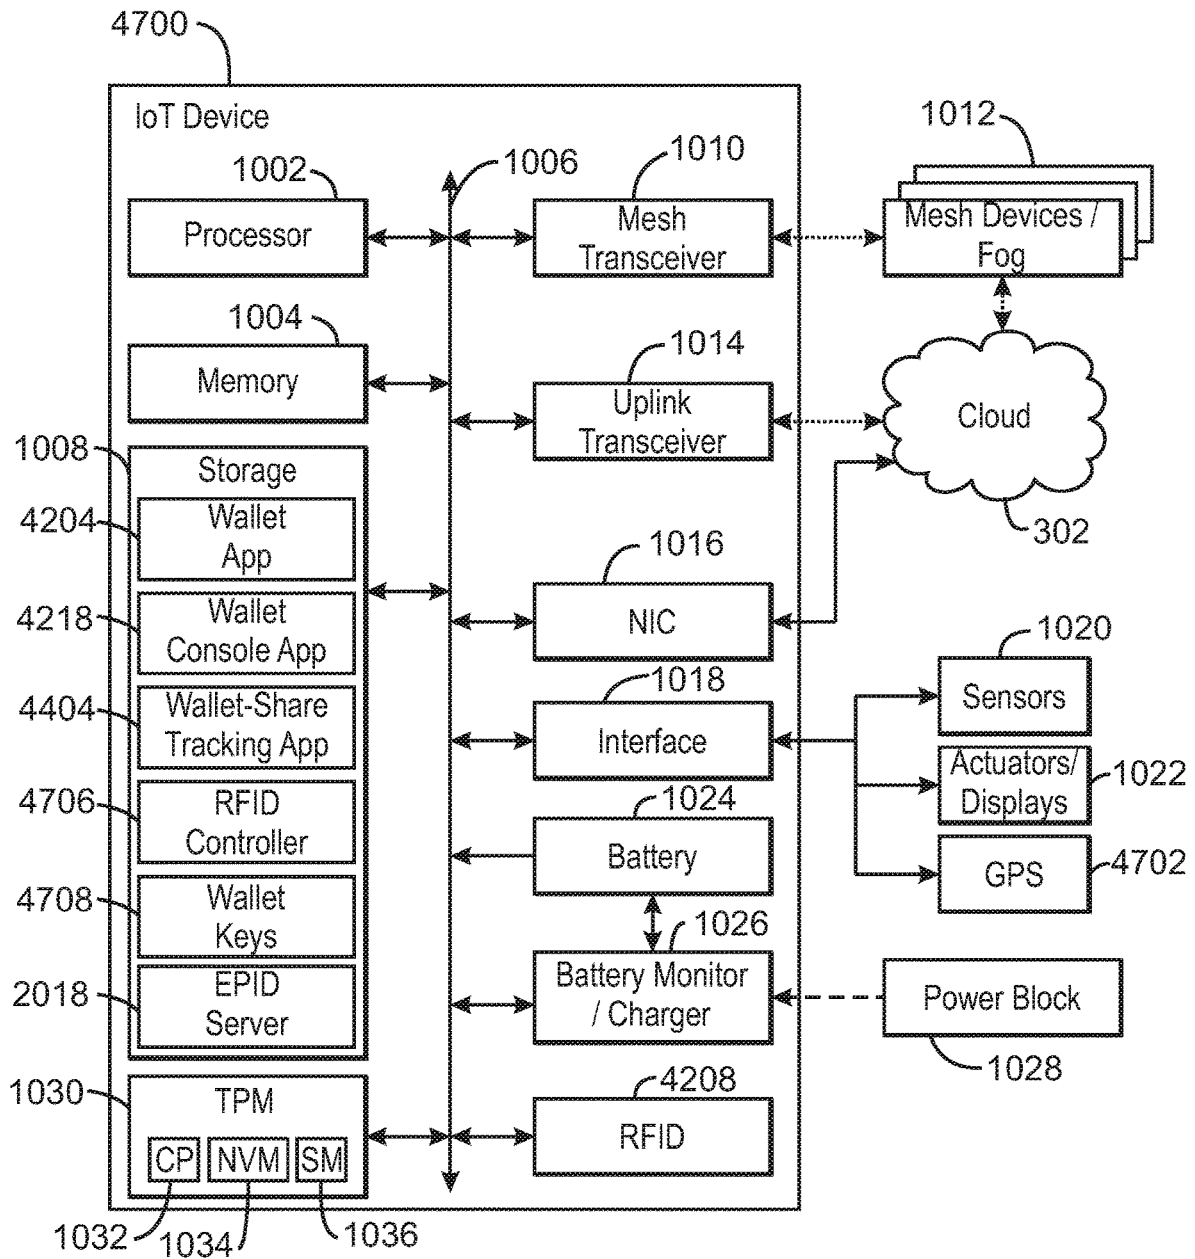 4700
IoT Device
1002
Processor
1004
Memory
1008
Storage
4204
Wallet
App
4218
Wallet
Console App
4404
Wallet-Share
Tracking App
4706
RFID
Controller
4708
Wallet
Keys
2018
EPID
Server
1030
TPM
CP
NVM
SM
1032
1034
1036
1006
1010
Mesh
Transceiver
1014
Uplink
Transceiver
1016
NIC
1018
Interface
1024
Battery
1026
Battery Monitor
/ Charger
4208
RFID
1012
Mesh Devices /
Fog
Cloud
302
1020
Sensors
Actuators/
Displays
1022
GPS
4702
Power Block
1028